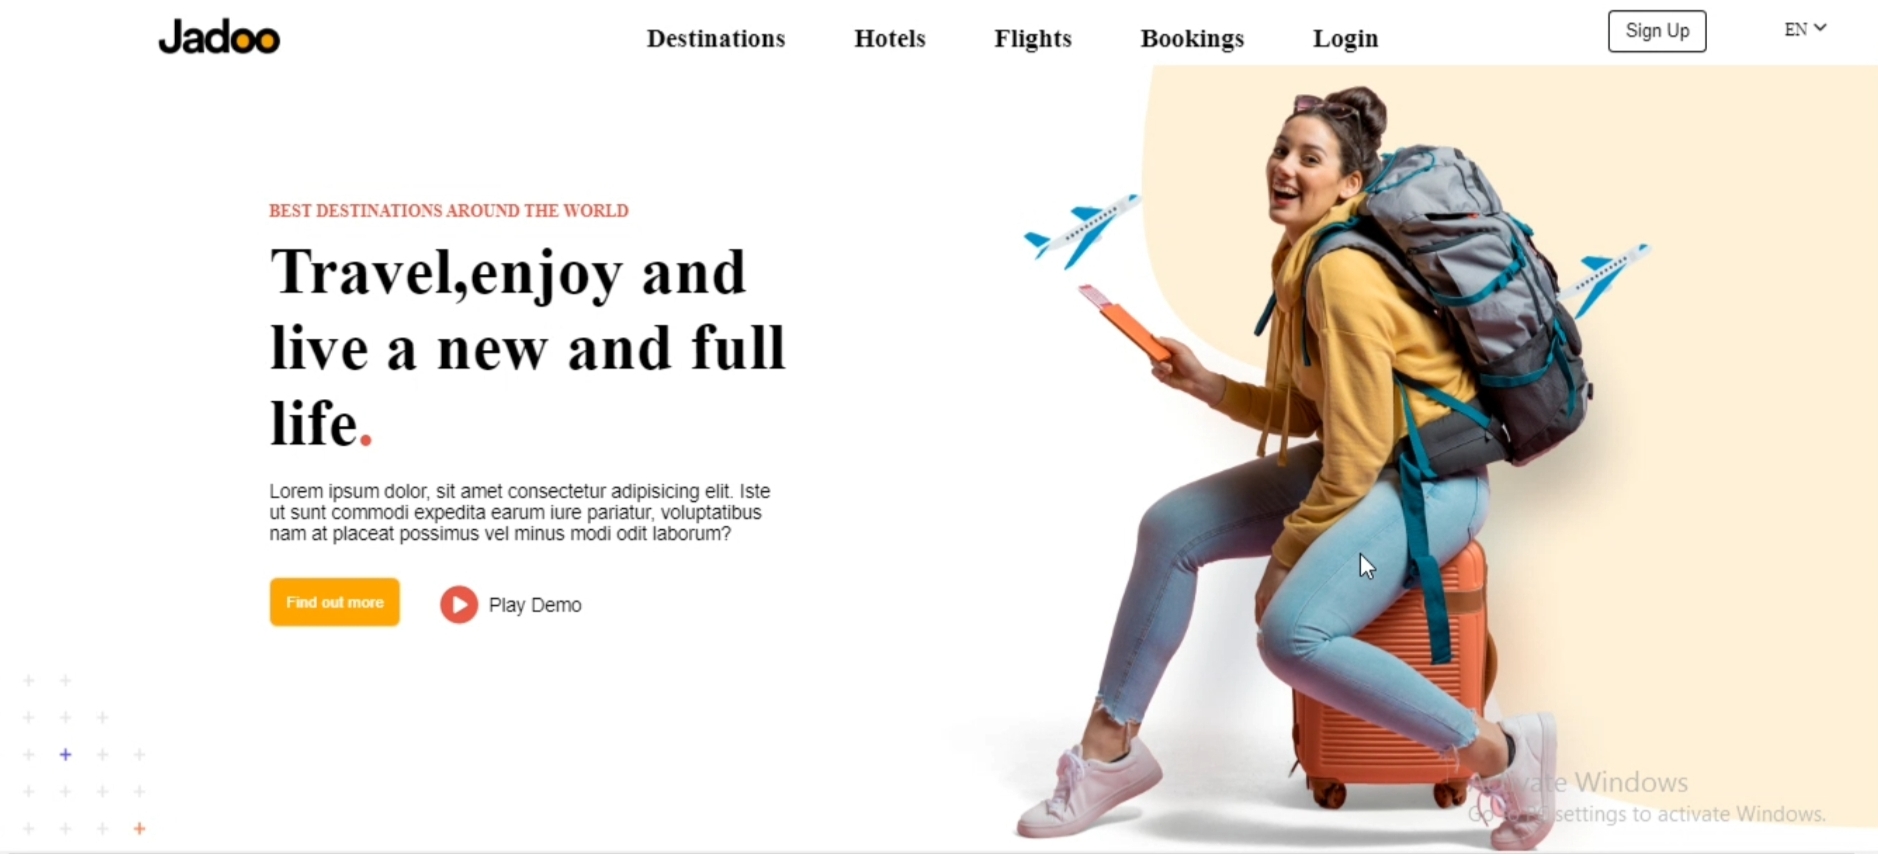 Jadoo
Destinations Hotels Flights Bookings Login Sign Up EN
BEST DESTINATIONS AROUND THE WORLD
Travel,enjoy and
live a new and full
life.
Lorem ipsum dolor, sit amet consectetur adipisicing elit. Iste
ut sunt commodi expedita earum iure pariatur, voluptatibus
nam at placeat possimus vel minus modi odit laborum?
Find out more
Play Demo
Windows
settings to activate Windows.